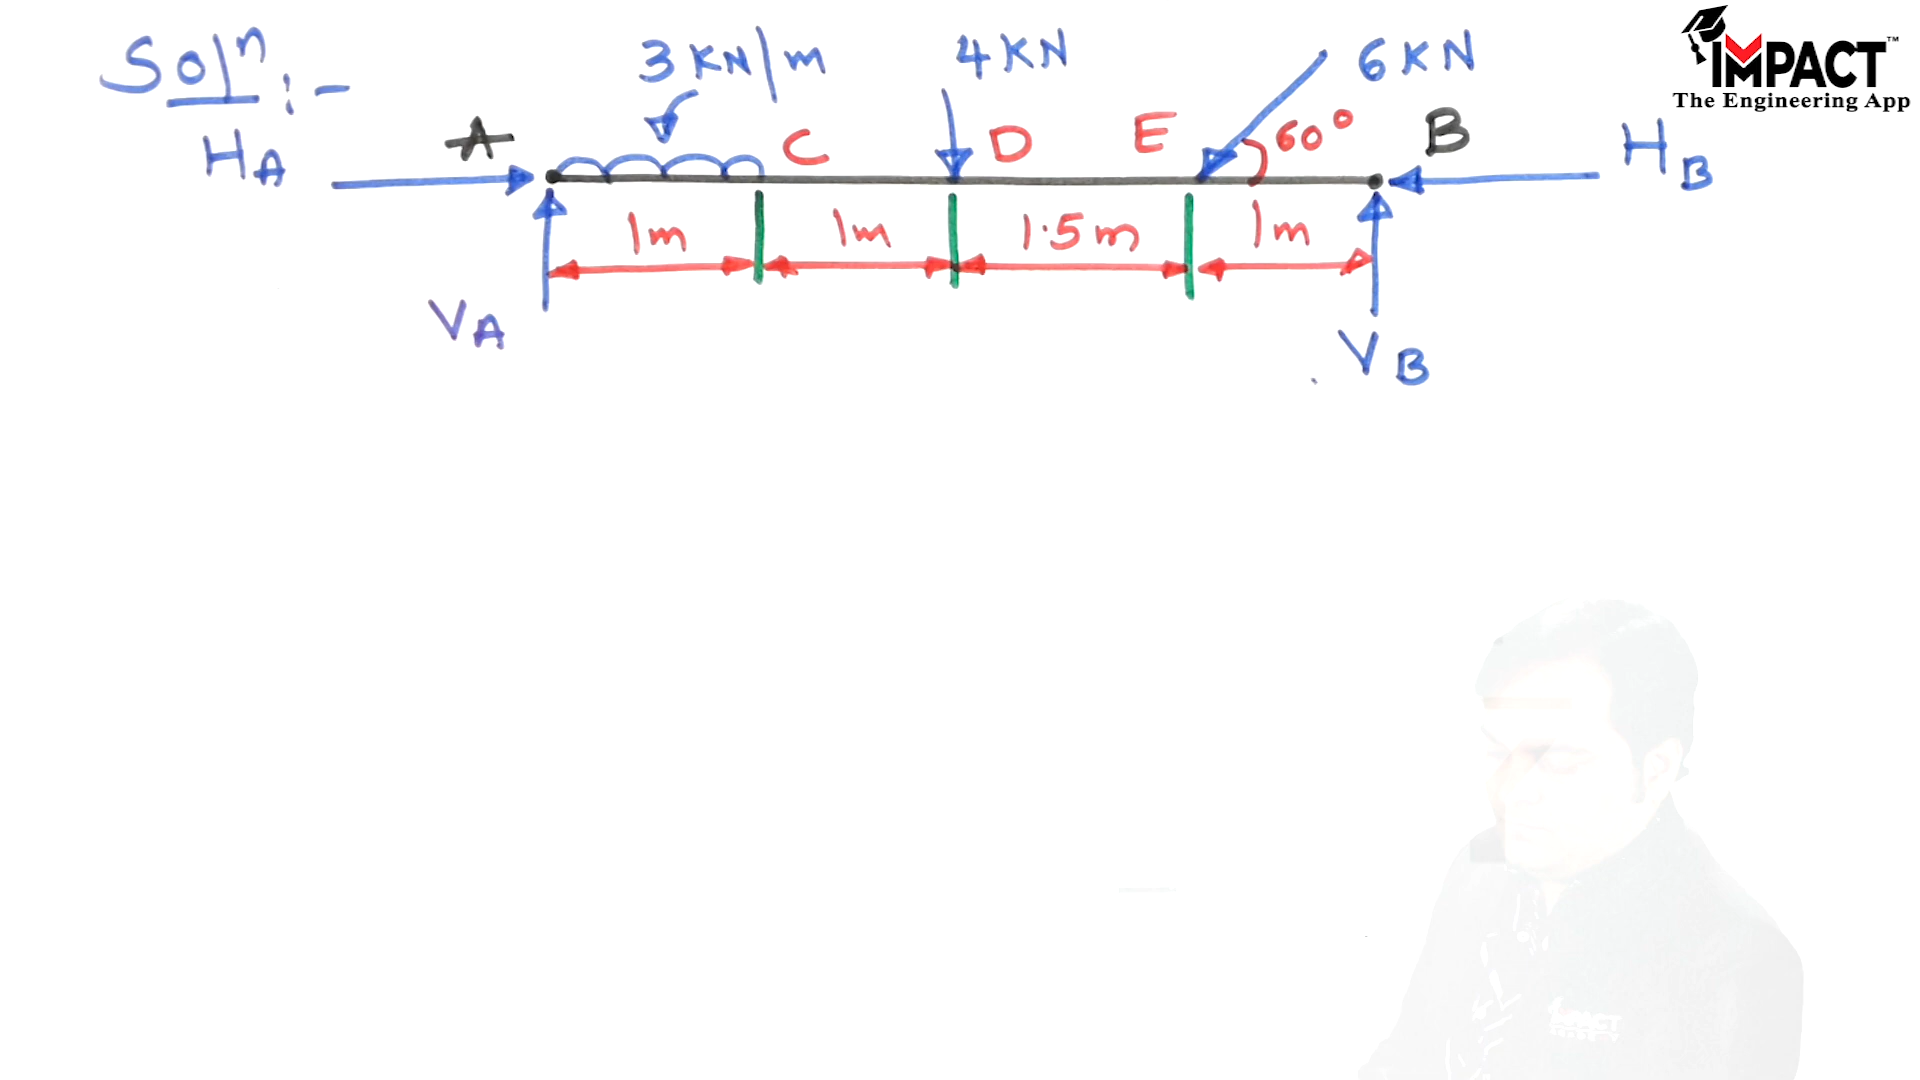 Solⁿ :-
3 KN/m
4 KN
6 KN
IMPACT™
The Engineering App
HA
A
C
D
E
60°
B
HB
1m
1m
1.5 m
1m
VA
VB